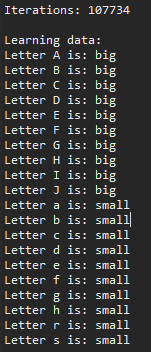 Iterations: 107734
Learning data:
Letter A is: big
Letter B is: big
Letter C is: big
Letter D is: big
Letter E is: big
Letter F is: big
Letter G is: big
Letter H is: big
Letter I is: big
Letter J is: big
Letter a is: small
Letter b is: small
Letter c is: small
Letter d is: small
Letter e is: small
Letter f is: small
Letter g is: small
Letter h is: small
Letter r is: small
Letter s is: small